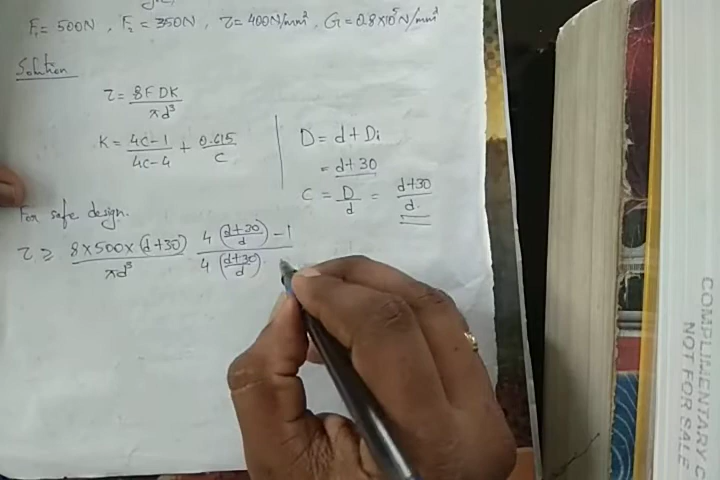 F₁ = 500N , F₂ = 350N , τ = 400N/mm² , G = 0.8×10⁵N/mm²
Solution
τ = 8FDK / πd³
K = (4C-1)/(4C-4) + 0.615/C
D = d + Di
= d+30
C = D/d = (d+30)/d
For safe design.
τ ≥ 8×500×(d+30) / πd³ (4((d+30)/d) - 1) / (4((d+30)/d)
COMPLIMENTARY C
NOT FOR SALE